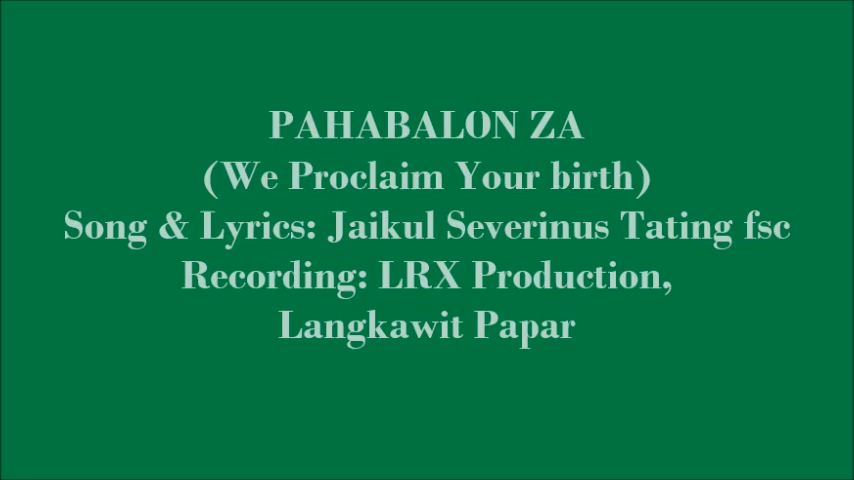 PAHABALON ZA
(We Proclaim Your birth)
Song & Lyrics: Jaikul Severinus Tating fsc
Recording: LRX Production,
Langkawit Papar